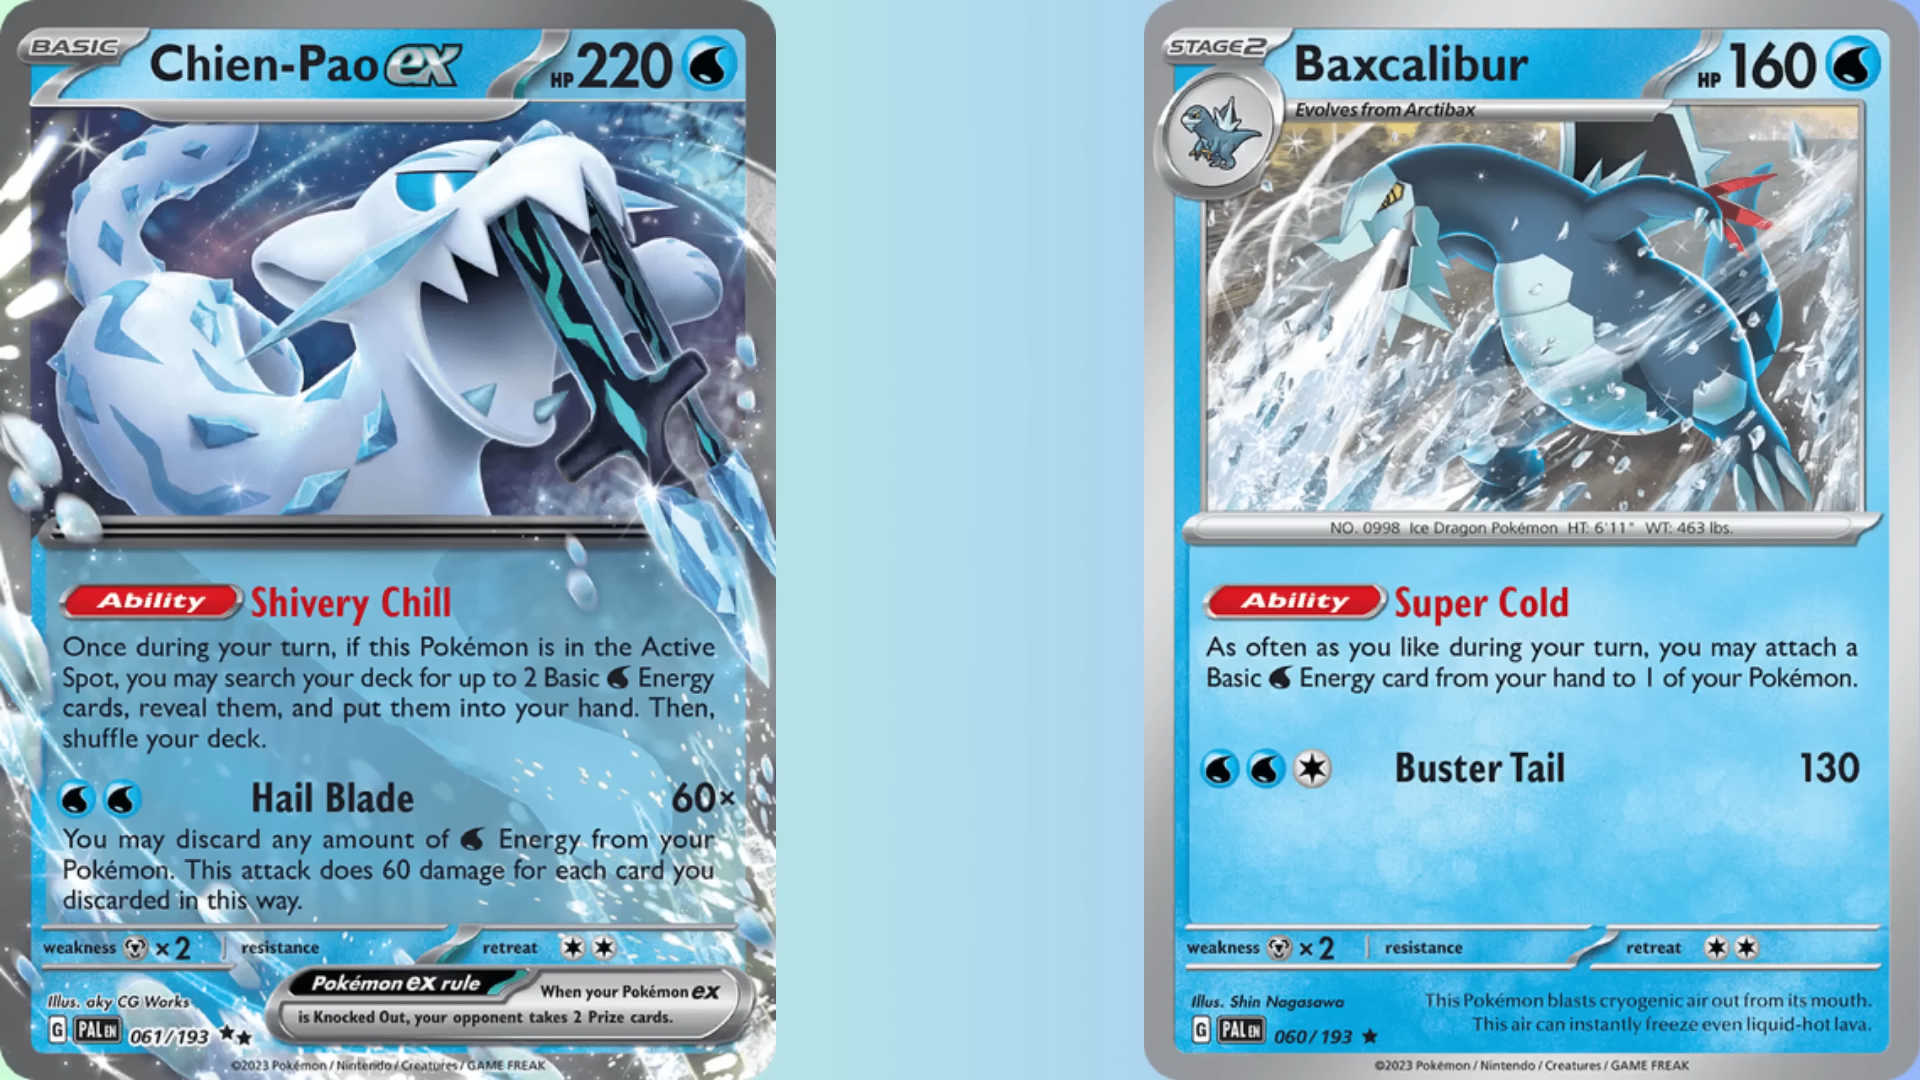 BASIC
Chien-Pao ex
HP 220
Ability Shivery Chill
Once during your turn, if this Pokémon is in the Active
Spot, you may search your deck for up to 2 Basic Energy
cards, reveal them, and put them into your hand. Then,
shuffle your deck.
Hail Blade 60×
You may discard any amount of Energy from your
Pokémon. This attack does 60 damage for each card you
discarded in this way.
weakness ×2 resistance retreat
Illus. aky CG Works
Pokémon ex rule
When your Pokémon ex
is Knocked Out, your opponent takes 2 Prize cards.
G PAL EN 061/193 ★★
©2023 Pokémon / Nintendo / Creatures / GAME FREAK
STAGE2
Baxcalibur
HP 160
Evolves from Arctibax
NO. 0998 Ice Dragon Pokémon HT: 6'11" WT: 463 lbs.
Ability Super Cold
As often as you like during your turn, you may attach a
Basic Energy card from your hand to 1 of your Pokémon.
Buster Tail 130
weakness ×2 resistance retreat
Illus. Shin Nagasawa
This Pokémon blasts cryogenic air out from its mouth.
This air can instantly freeze even liquid-hot lava.
G PAL EN 060/193 ★
©2023 Pokémon / Nintendo / Creatures / GAME FREAK